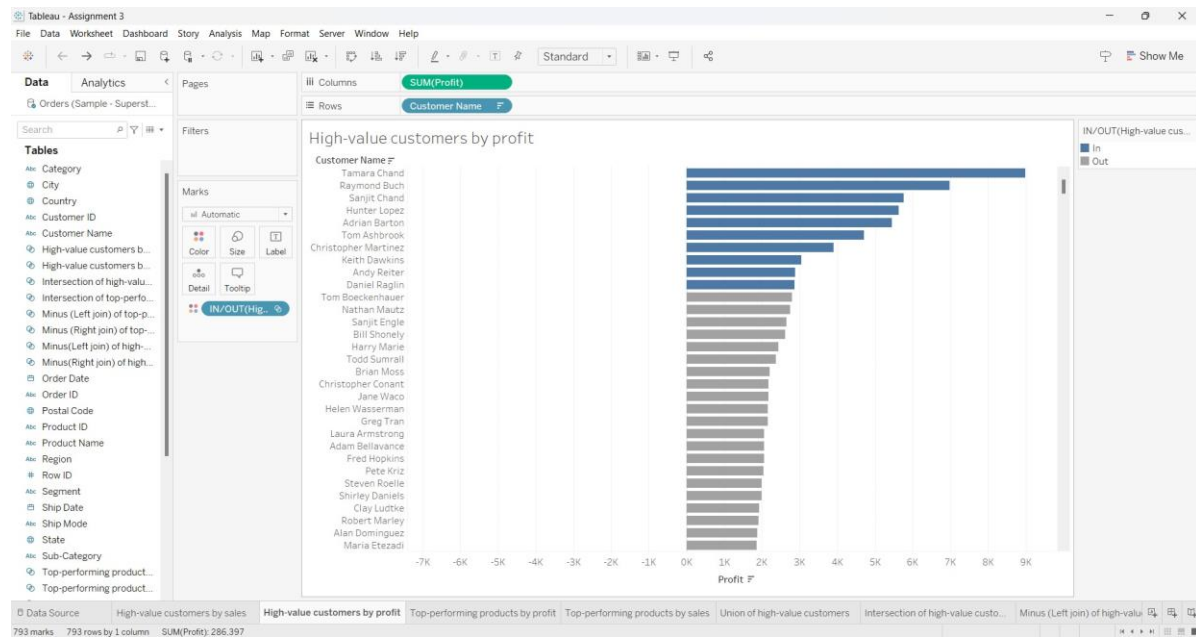 Tableau - Assignment 3
File Data Worksheet Dashboard Story Analysis Map Format Server Window Help
Standard
Show Me
Data Analytics
Orders (Sample - Superst...
Search
Tables
Abc Category
City
Country
Abc Customer ID
Abc Customer Name
High-value customers b...
High-value customers b...
Intersection of high-valu...
Intersection of top-perfo...
Minus (Left join) of top-p...
Minus (Right join) of top-...
Minus(Left join) of high-...
Minus(Right join) of high...
Order Date
Abc Order ID
Postal Code
Abc Product ID
Abc Product Name
Abc Region
# Row ID
Abc Segment
Ship Date
Abc Ship Mode
State
Abc Sub-Category
Top-performing product...
Top-performing product...
Pages
Filters
Marks
Automatic
Color Size Label
Detail Tooltip
IN/OUT(Hig..
Columns SUM(Profit)
Rows Customer Name
High-value customers by profit
Customer Name
Tamara Chand
Raymond Buch
Sanjit Chand
Hunter Lopez
Adrian Barton
Tom Ashbrook
Christopher Martinez
Keith Dawkins
Andy Reiter
Daniel Raglin
Tom Boeckenhauer
Nathan Mautz
Sanjit Engle
Bill Shonely
Harry Marie
Todd Sumrall
Brian Moss
Christopher Conant
Jane Waco
Helen Wasserman
Greg Tran
Laura Armstrong
Adam Bellavance
Fred Hopkins
Pete Kriz
Steven Roelle
Shirley Daniels
Clay Ludtke
Robert Marley
Alan Dominguez
Maria Etezadi
-7K -6K -5K -4K -3K -2K -1K 0K 1K 2K 3K 4K 5K 6K 7K 8K 9K
Profit
IN/OUT(High-value cus...
In
Out
Data Source High-value customers by sales High-value customers by profit Top-performing products by profit Top-performing products by sales Union of high-value customers Intersection of high-value custo... Minus (Left join) of high-valu
793 marks 793 rows by 1 column SUM(Profit): 286,397